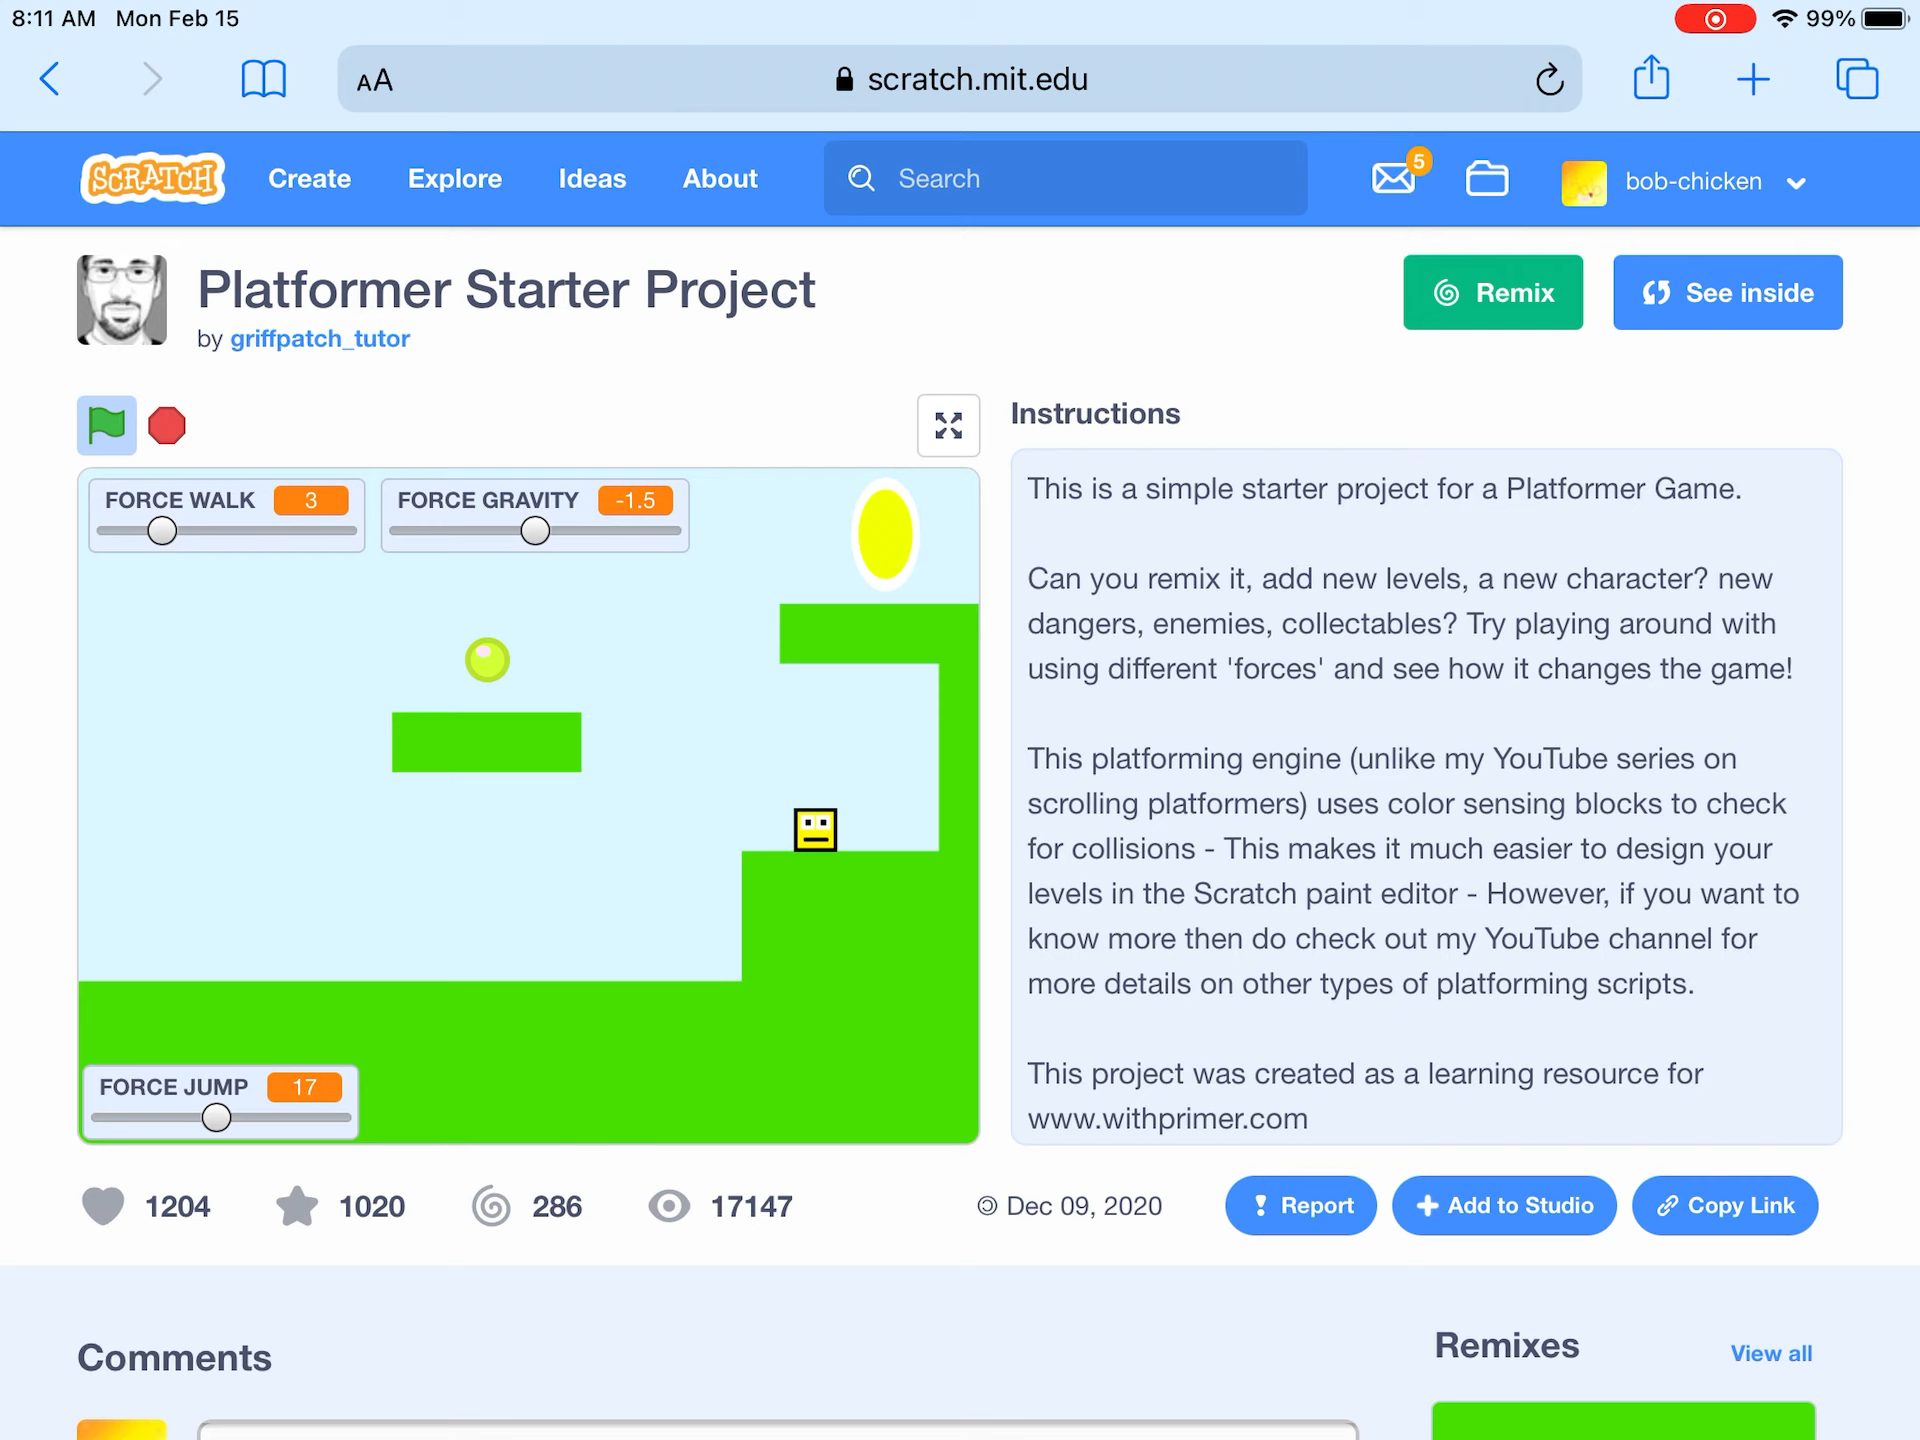 8:11 AM Mon Feb 15
99%
AA
scratch.mit.edu
SCRATCH
Create
Explore
Ideas
About
Search
5
bob-chicken
Platformer Starter Project
by griffpatch_tutor
Remix
See inside
Instructions
FORCE WALK 3
FORCE GRAVITY -1.5
FORCE JUMP 17
This is a simple starter project for a Platformer Game.
Can you remix it, add new levels, a new character? new
dangers, enemies, collectables? Try playing around with
using different 'forces' and see how it changes the game!
This platforming engine (unlike my YouTube series on
scrolling platformers) uses color sensing blocks to check
for collisions - This makes it much easier to design your
levels in the Scratch paint editor - However, if you want to
know more then do check out my YouTube channel for
more details on other types of platforming scripts.
This project was created as a learning resource for
www.withprimer.com
1204
1020
286
17147
Dec 09, 2020
Report
Add to Studio
Copy Link
Comments
Remixes
View all